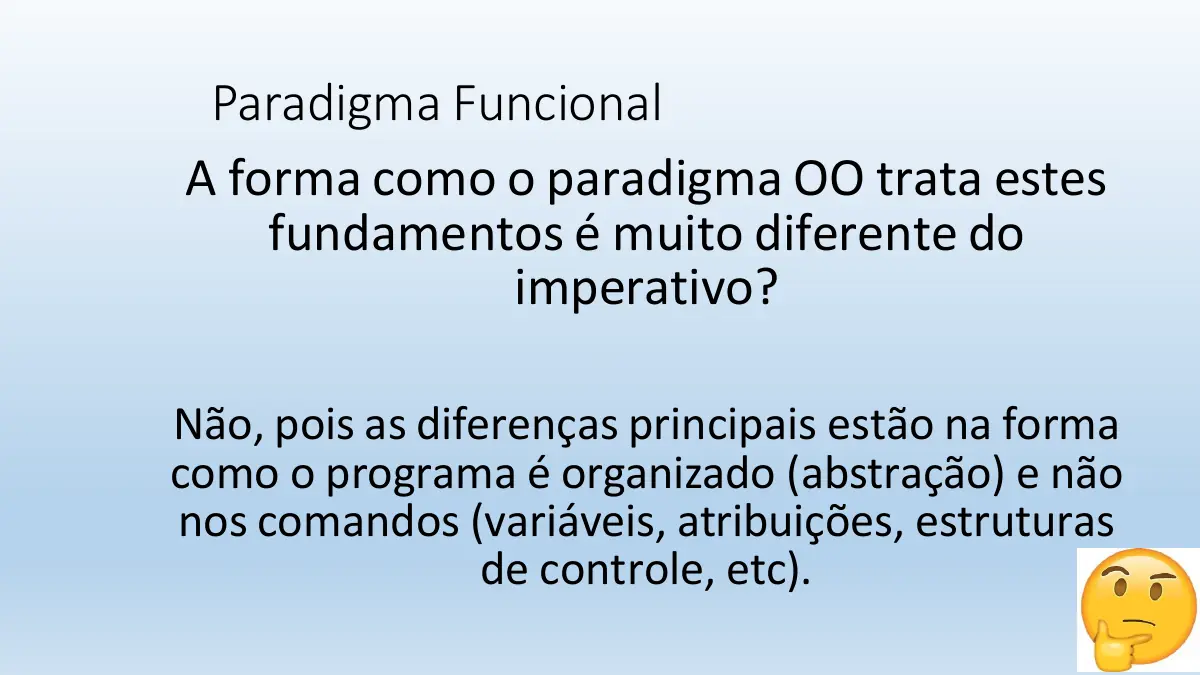 Paradigma Funcional
A forma como o paradigma OO trata estes
fundamentos é muito diferente do
imperativo?
Não, pois as diferenças principais estão na forma
como o programa é organizado (abstração) e não
nos comandos (variáveis, atribuições, estruturas
de controle, etc).